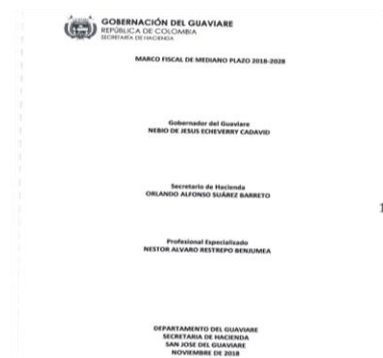 GOBERNACIÓN DEL GUAVIARE
REPÚBLICA DE COLOMBIA
SECRETARÍA DE HACIENDA
MARCO FISCAL DE MEDIANO PLAZO 2018-2028
Gobernador del Guaviare
NEBIO DE JESUS ECHEVERRY CADAVID
Secretario de Hacienda
ORLANDO ALFONSO SUÁREZ BARRETO
Profesional Especializado
NESTOR ALVARO RESTREPO BENJUMEA
1
DEPARTAMENTO DEL GUAVIARE
SECRETARIA DE HACIENDA
SAN JOSE DEL GUAVIARE
NOVIEMBRE DE 2018